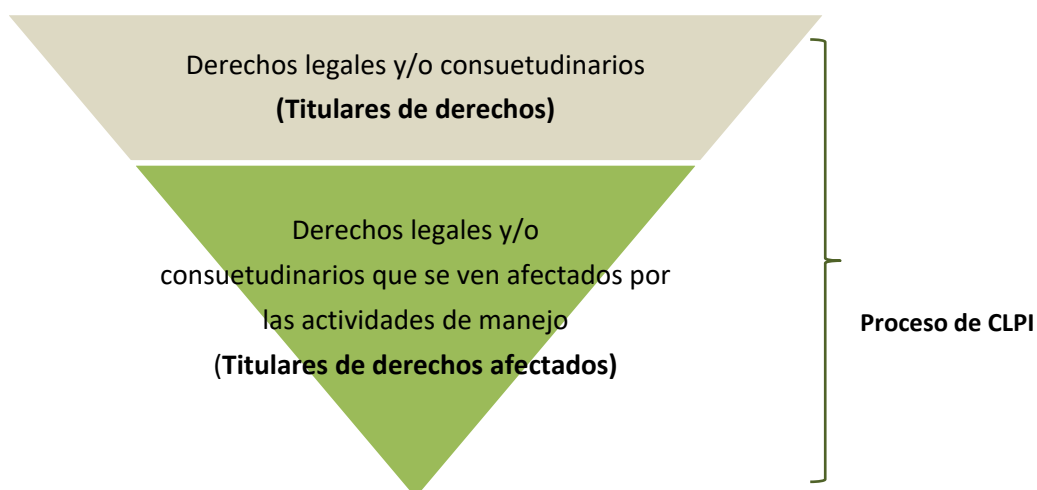 Derechos legales y/o consuetudinarios
(Titulares de derechos)
Derechos legales y/o
consuetudinarios que se ven afectados por
las actividades de manejo
(Titulares de derechos afectados)
Proceso de CLPI